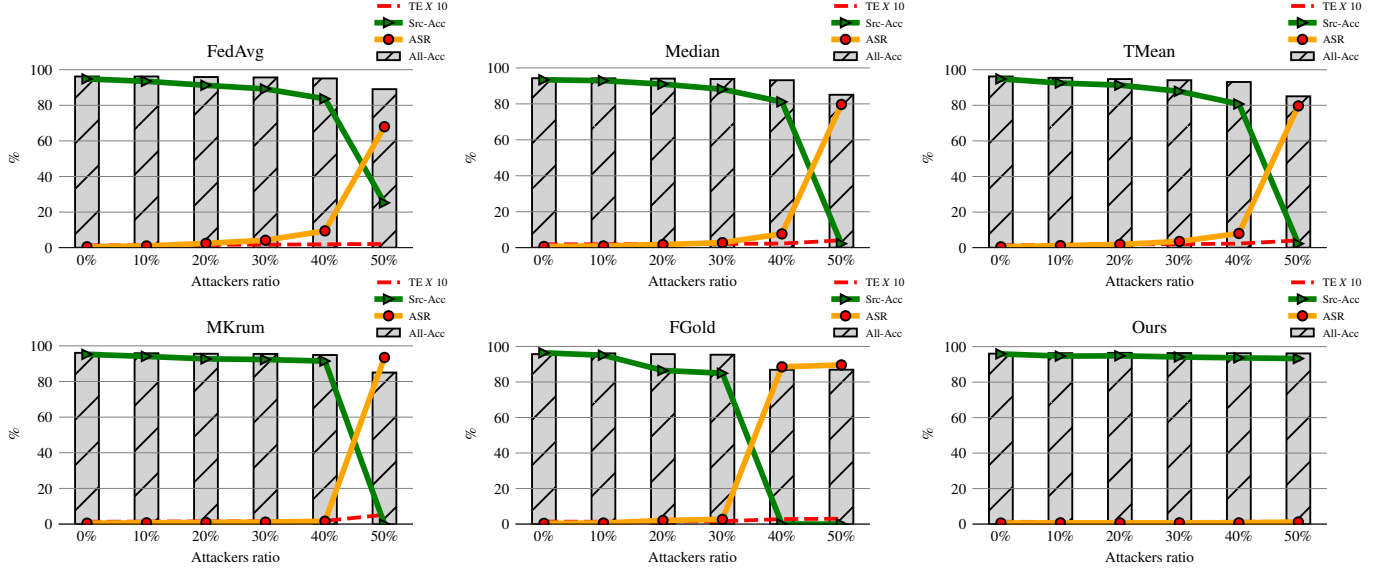 TE X 10
Src-Acc
ASR
All-Acc
FedAvg
100
80
60
40
20
0
%
0% 10% 20% 30% 40% 50%
Attackers ratio
TE X 10
Src-Acc
ASR
All-Acc
Median
100
80
60
40
20
0
%
0% 10% 20% 30% 40% 50%
Attackers ratio
TE X 10
Src-Acc
ASR
All-Acc
TMean
100
80
60
40
20
0
%
0% 10% 20% 30% 40% 50%
Attackers ratio
TE X 10
Src-Acc
ASR
All-Acc
MKrum
100
80
60
40
20
0
%
0% 10% 20% 30% 40% 50%
Attackers ratio
TE X 10
Src-Acc
ASR
All-Acc
FGold
100
80
60
40
20
0
%
0% 10% 20% 30% 40% 50%
Attackers ratio
TE X 10
Src-Acc
ASR
All-Acc
Ours
100
80
60
40
20
0
%
0% 10% 20% 30% 40% 50%
Attackers ratio